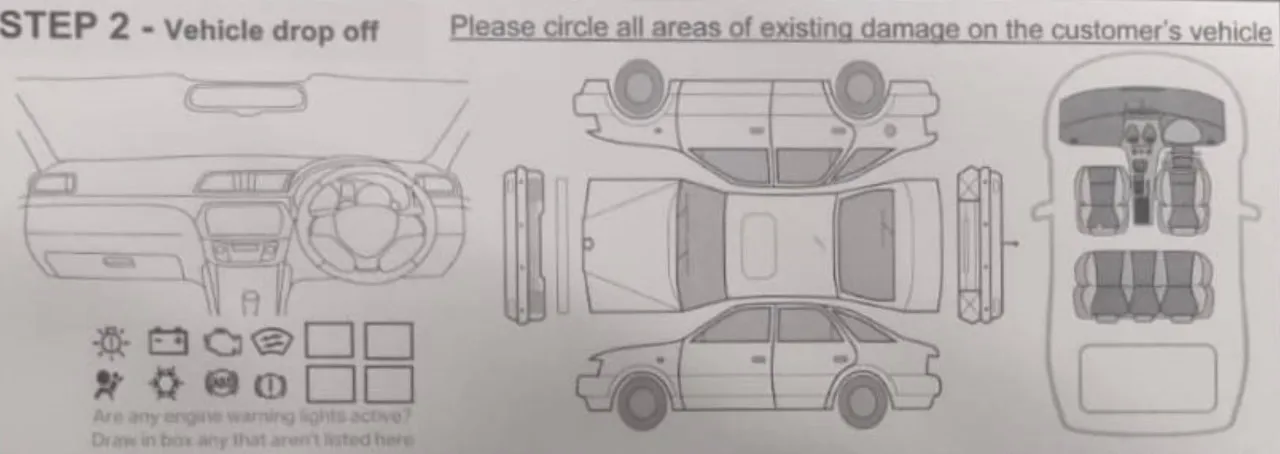 STEP 2 - Vehicle drop off
Please circle all areas of existing damage on the customer's vehicle
ABS
Are any engine warning lights active?
Draw in box any that aren't listed here